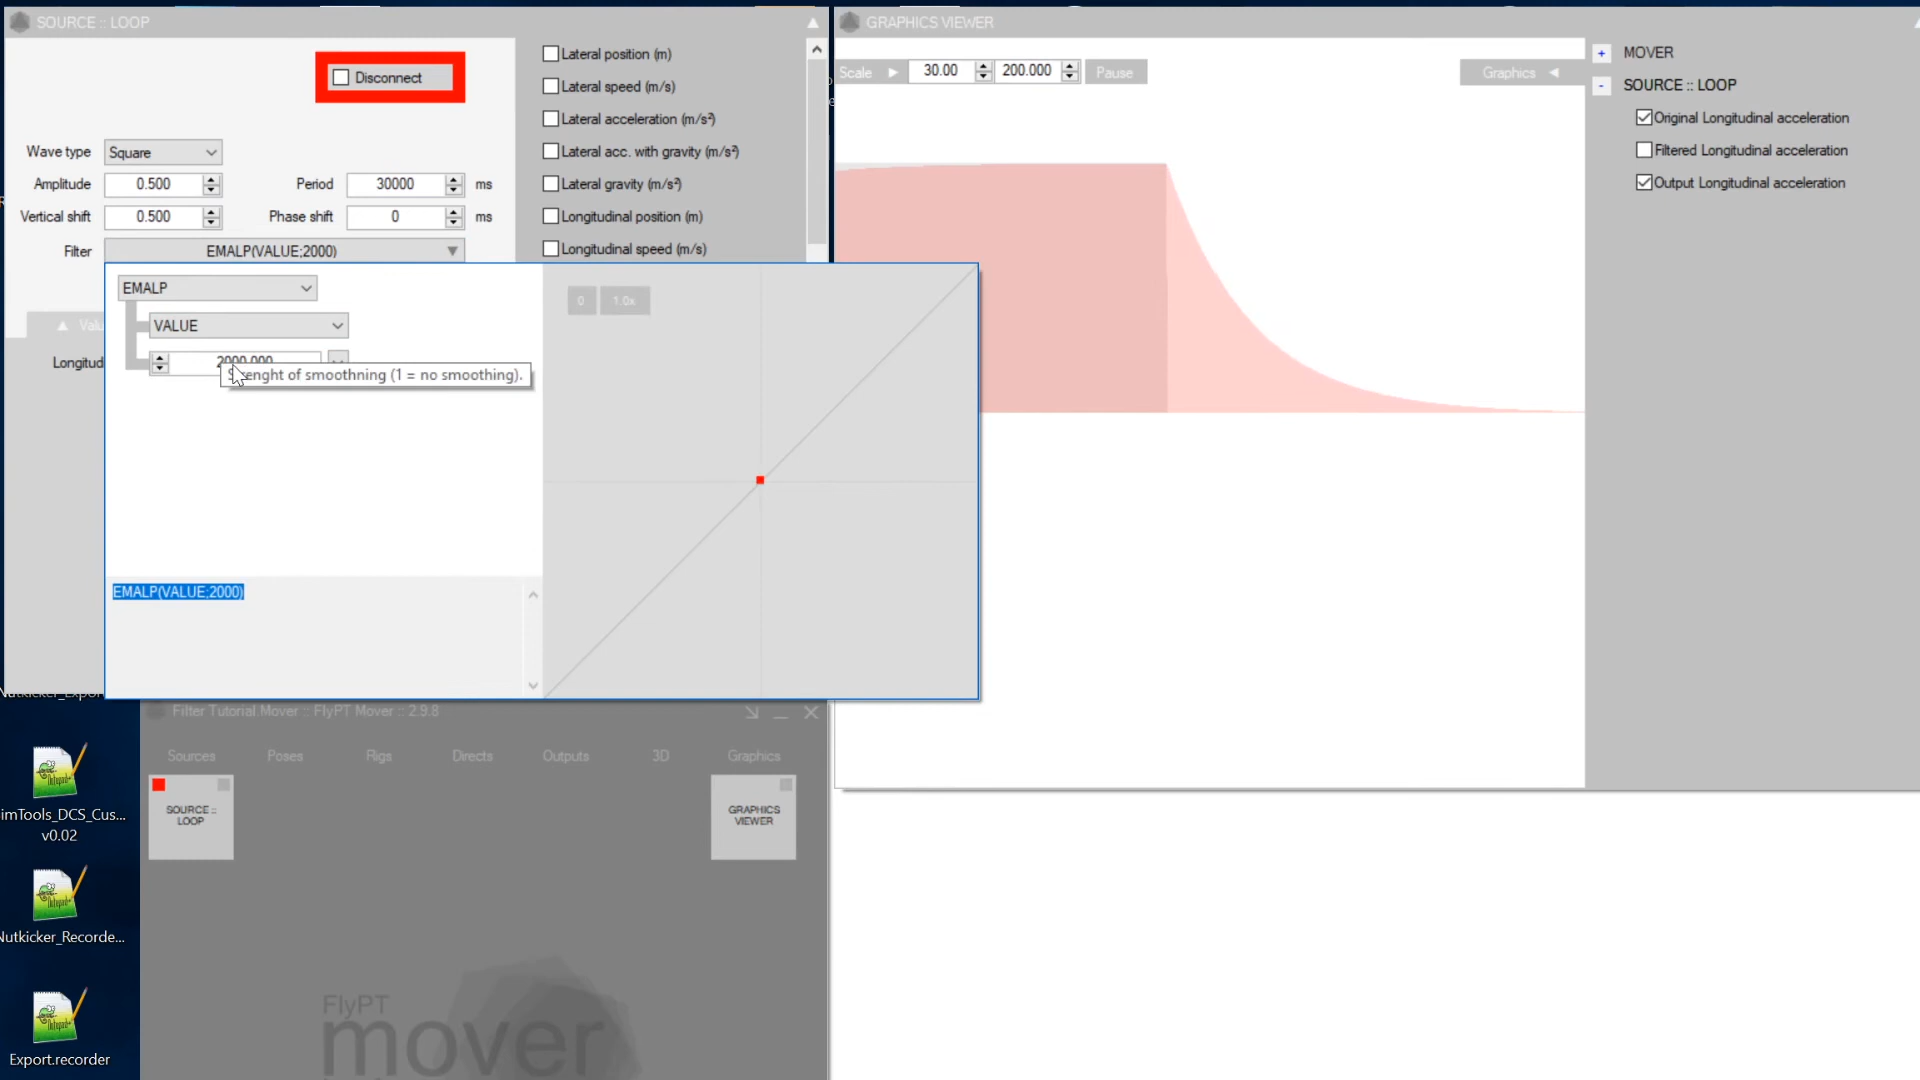 SOURCE :: LOOP
Disconnect
Wave type
Square
Amplitude
0.500
Period
30000
ms
Vertical shift
0.500
Phase shift
0
ms
Filter
EMALP(VALUE;2000)
Longitud
Lateral position (m)
Lateral speed (m/s)
Lateral acceleration (m/s²)
Lateral acc. with gravity (m/s²)
Lateral gravity (m/s²)
Longitudinal position (m)
Longitudinal speed (m/s)
EMALP
VALUE
2000.000
of smoothning (1 = no smoothing).
EMALP(VALUE;2000)
0
1.0x
GRAPHICS VIEWER
Scale
30.00
200.000
Pause
Graphics
+ MOVER
- SOURCE :: LOOP
Original Longitudinal acceleration
Filtered Longitudinal acceleration
Output Longitudinal acceleration
Filter Tutorial.Mover :: FlyPT Mover :: 2.9.8
Sources
Poses
Rigs
Directs
Outputs
3D
Graphics
SOURCE ::
LOOP
GRAPHICS
VIEWER
FlyPT
mover
imTools_DCS_Cus...
v0.02
Nutkicker_Recorde...
Export.recorder